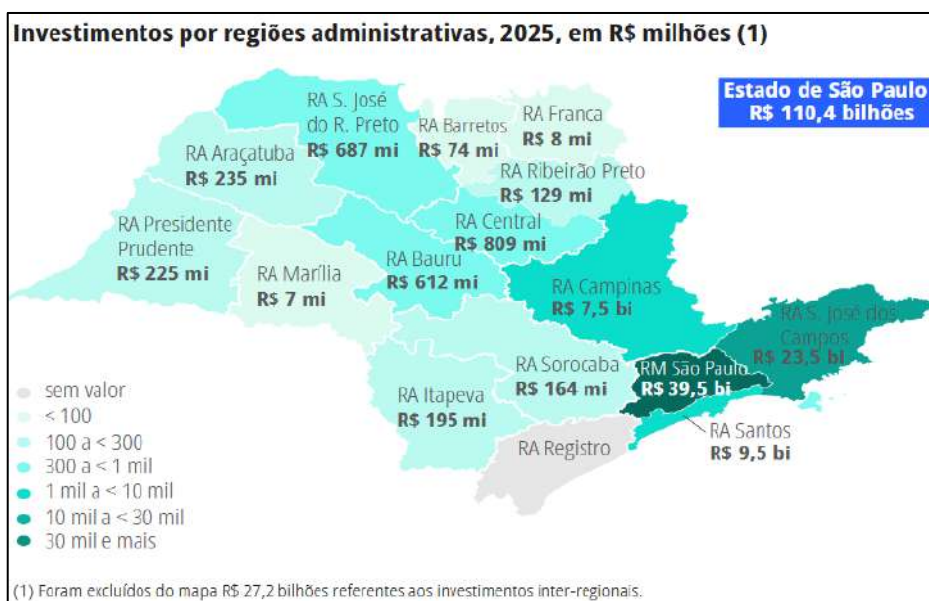 Investimentos por regiões administrativas, 2025, em R$ milhões (1)
Estado de São Paulo
R$ 110,4 bilhões
RA S. José
do R. Preto
R$ 687 mi
RA Barretos
R$ 74 mi
RA Franca
R$ 8 mi
RA Araçatuba
R$ 235 mi
RA Ribeirão Preto
R$ 129 mi
RA Presidente
Prudente
R$ 225 mi
RA Central
R$ 809 mi
RA Bauru
R$ 612 mi
RA Marília
R$ 7 mi
RA Campinas
R$ 7,5 bi
RA S. José dos
Campos
R$ 23,5 bi
RA Sorocaba
R$ 164 mi
RM São Paulo
R$ 39,5 bi
RA Itapeva
R$ 195 mi
RA Santos
R$ 9,5 bi
RA Registro
sem valor
< 100
100 a < 300
300 a < 1 mil
1 mil a < 10 mil
10 mil a < 30 mil
30 mil e mais
(1) Foram excluídos do mapa R$ 27,2 bilhões referentes aos investimentos inter-regionais.